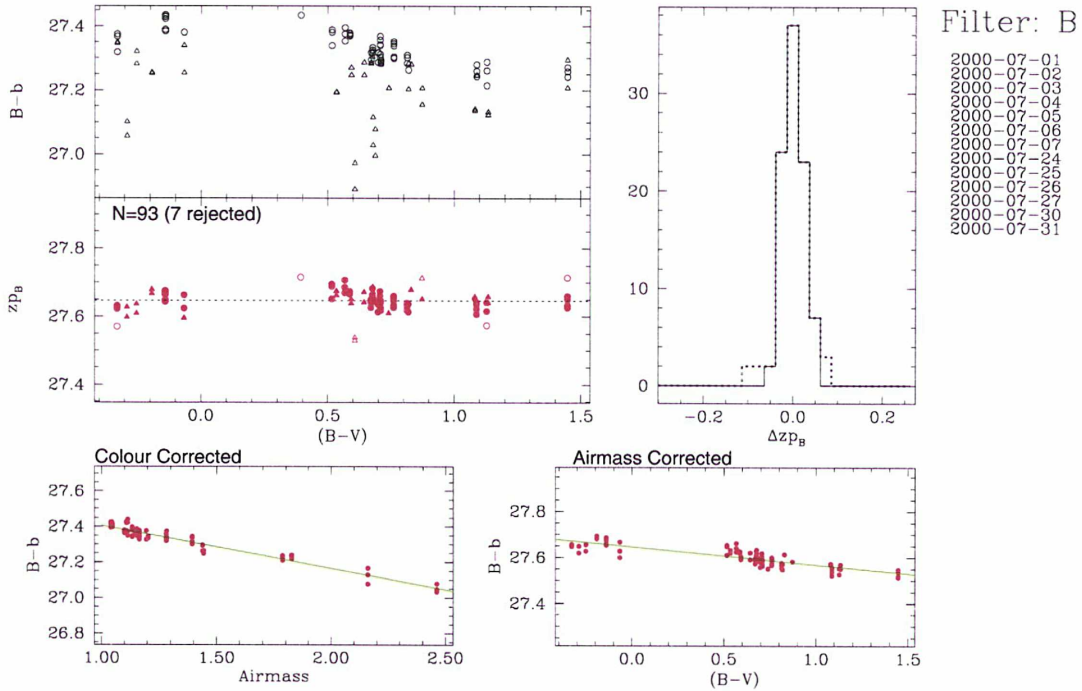 Filter: B
2000-07-01
2000-07-02
2000-07-03
2000-07-04
2000-07-05
2000-07-06
2000-07-07
2000-07-24
2000-07-25
2000-07-26
2000-07-27
2000-07-30
2000-07-31
27.4
27.2
27.0
B-b
N=93 (7 rejected)
27.8
27.6
27.4
zp_B
0.0 0.5 1.0 1.5
(B-V)
30
20
10
0
-0.2 0.0 0.2
Δzp_B
Colour Corrected
27.6
27.4
27.2
27.0
26.8
B-b
1.00 1.50 2.00 2.50
Airmass
Airmass Corrected
27.8
27.6
27.4
B-b
0.0 0.5 1.0 1.5
(B-V)